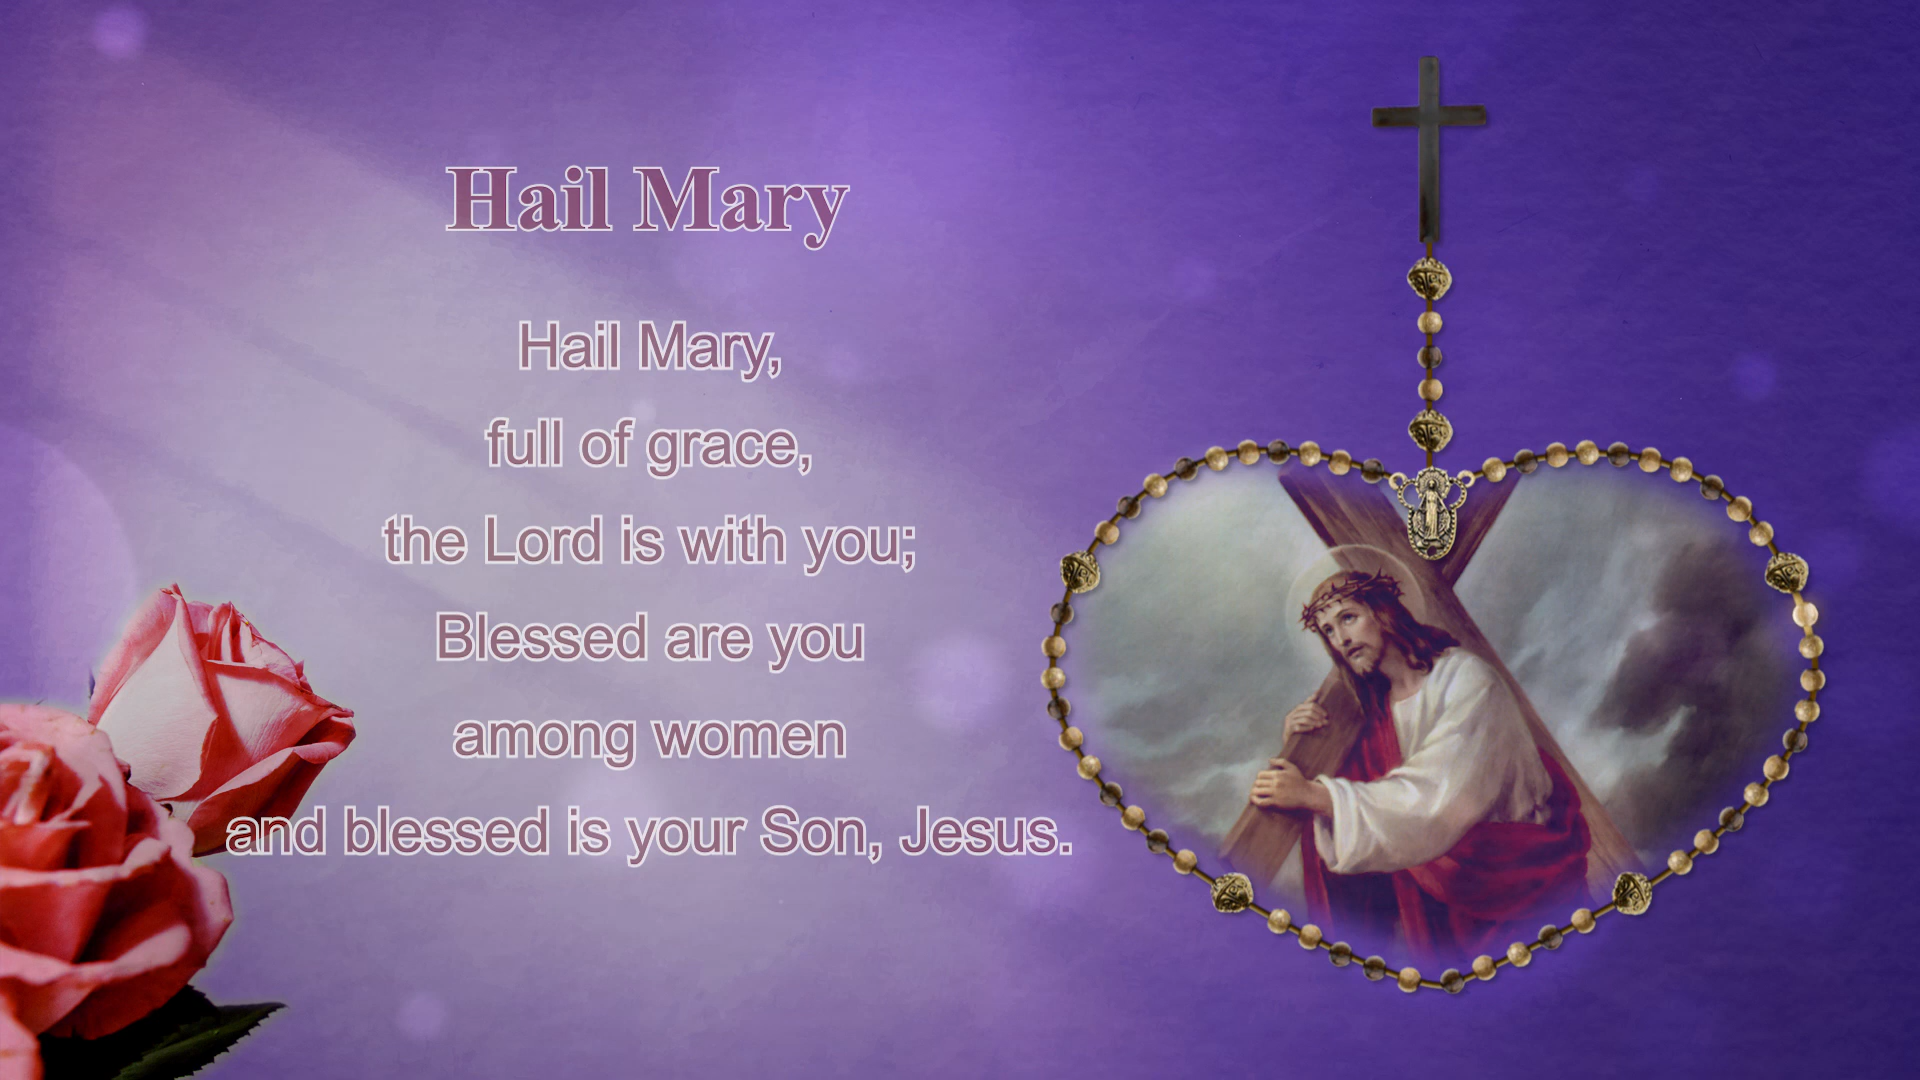 Hail Mary
Hail Mary,
full of grace,
the Lord is with you;
Blessed are you
among women
and blessed is your Son, Jesus.